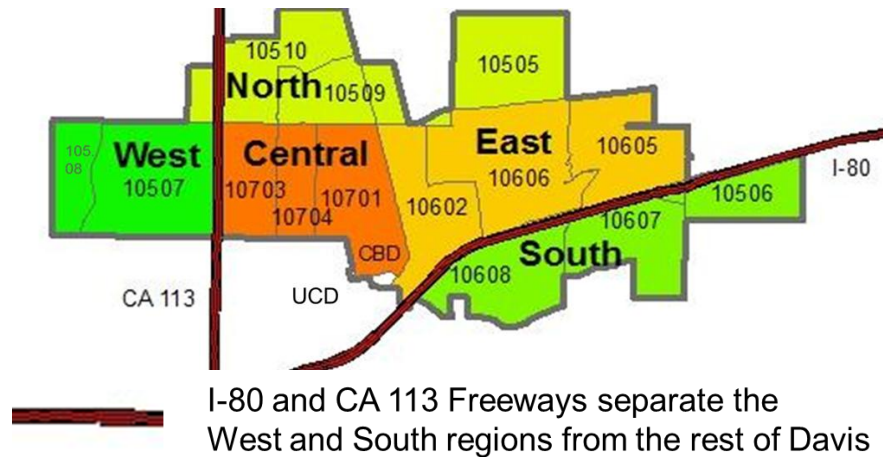 10510
North 10509
10505
105
08
West
10507
Central
10703
10704
10701
CBD
East
10605
10606
10602
I-80
10506
10607
South
10608
CA 113
UCD
I-80 and CA 113 Freeways separate the
West and South regions from the rest of Davis